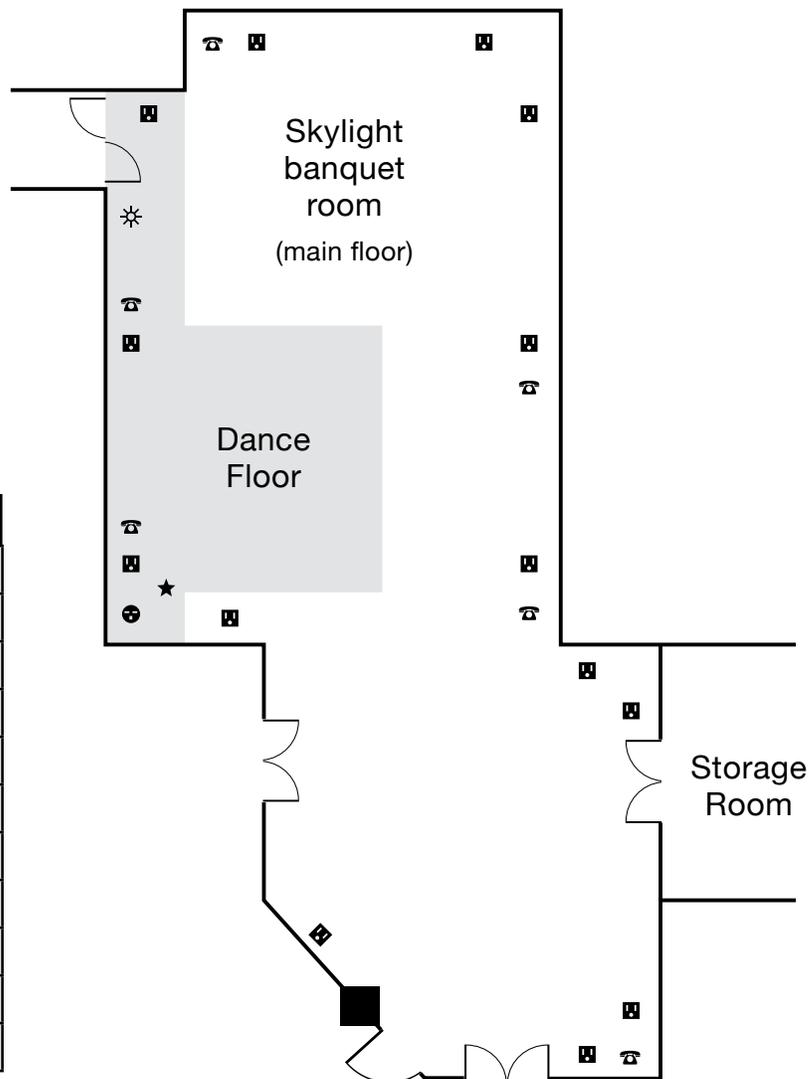 Skylight
banquet
room
(main floor)
Dance
Floor
Storage
Room